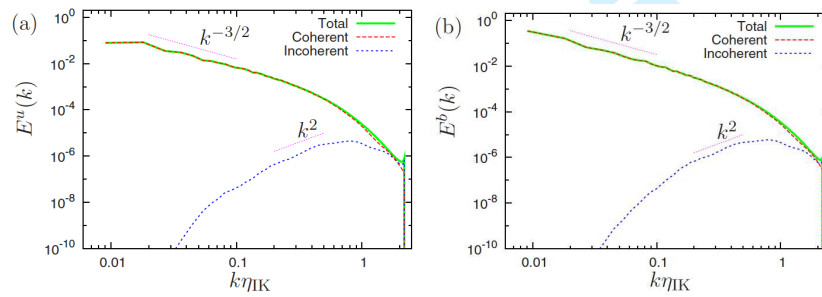 (a)
10^0
10^-2
10^-4
10^-6
10^-8
10^-10
E^u(k)
k^{-3/2}
k^2
Total
Coherent
Incoherent
0.01
0.1
1
kη_IK
(b)
10^0
10^-2
10^-4
10^-6
10^-8
10^-10
E^b(k)
k^{-3/2}
k^2
Total
Coherent
Incoherent
0.01
0.1
1
kη_IK